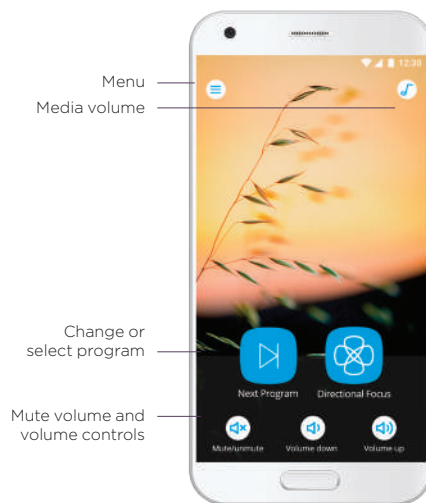 12:30
Menu
Media volume
Change or
select program
Next Program Directional Focus
Mute volume and
volume controls
Mute/unmute Volume down Volume up